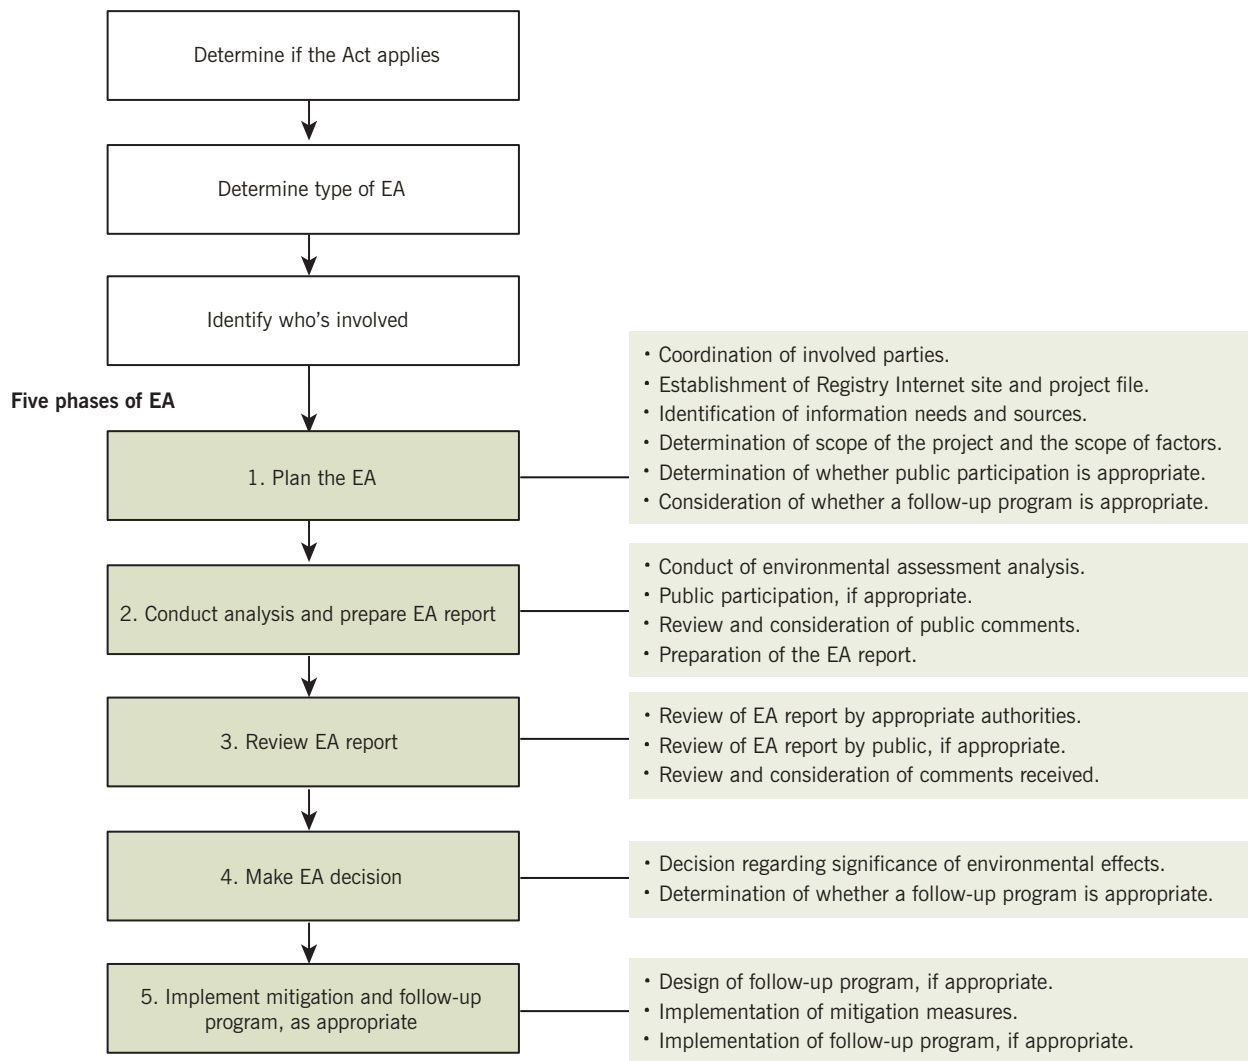 Determine if the Act applies
Determine type of EA
Identify who's involved
Five phases of EA
1. Plan the EA
• Coordination of involved parties.
• Establishment of Registry Internet site and project file.
• Identification of information needs and sources.
• Determination of scope of the project and the scope of factors.
• Determination of whether public participation is appropriate.
• Consideration of whether a follow-up program is appropriate.
2. Conduct analysis and prepare EA report
• Conduct of environmental assessment analysis.
• Public participation, if appropriate.
• Review and consideration of public comments.
• Preparation of the EA report.
3. Review EA report
• Review of EA report by appropriate authorities.
• Review of EA report by public, if appropriate.
• Review and consideration of comments received.
4. Make EA decision
• Decision regarding significance of environmental effects.
• Determination of whether a follow-up program is appropriate.
5. Implement mitigation and follow-up
program, as appropriate
• Design of follow-up program, if appropriate.
• Implementation of mitigation measures.
• Implementation of follow-up program, if appropriate.